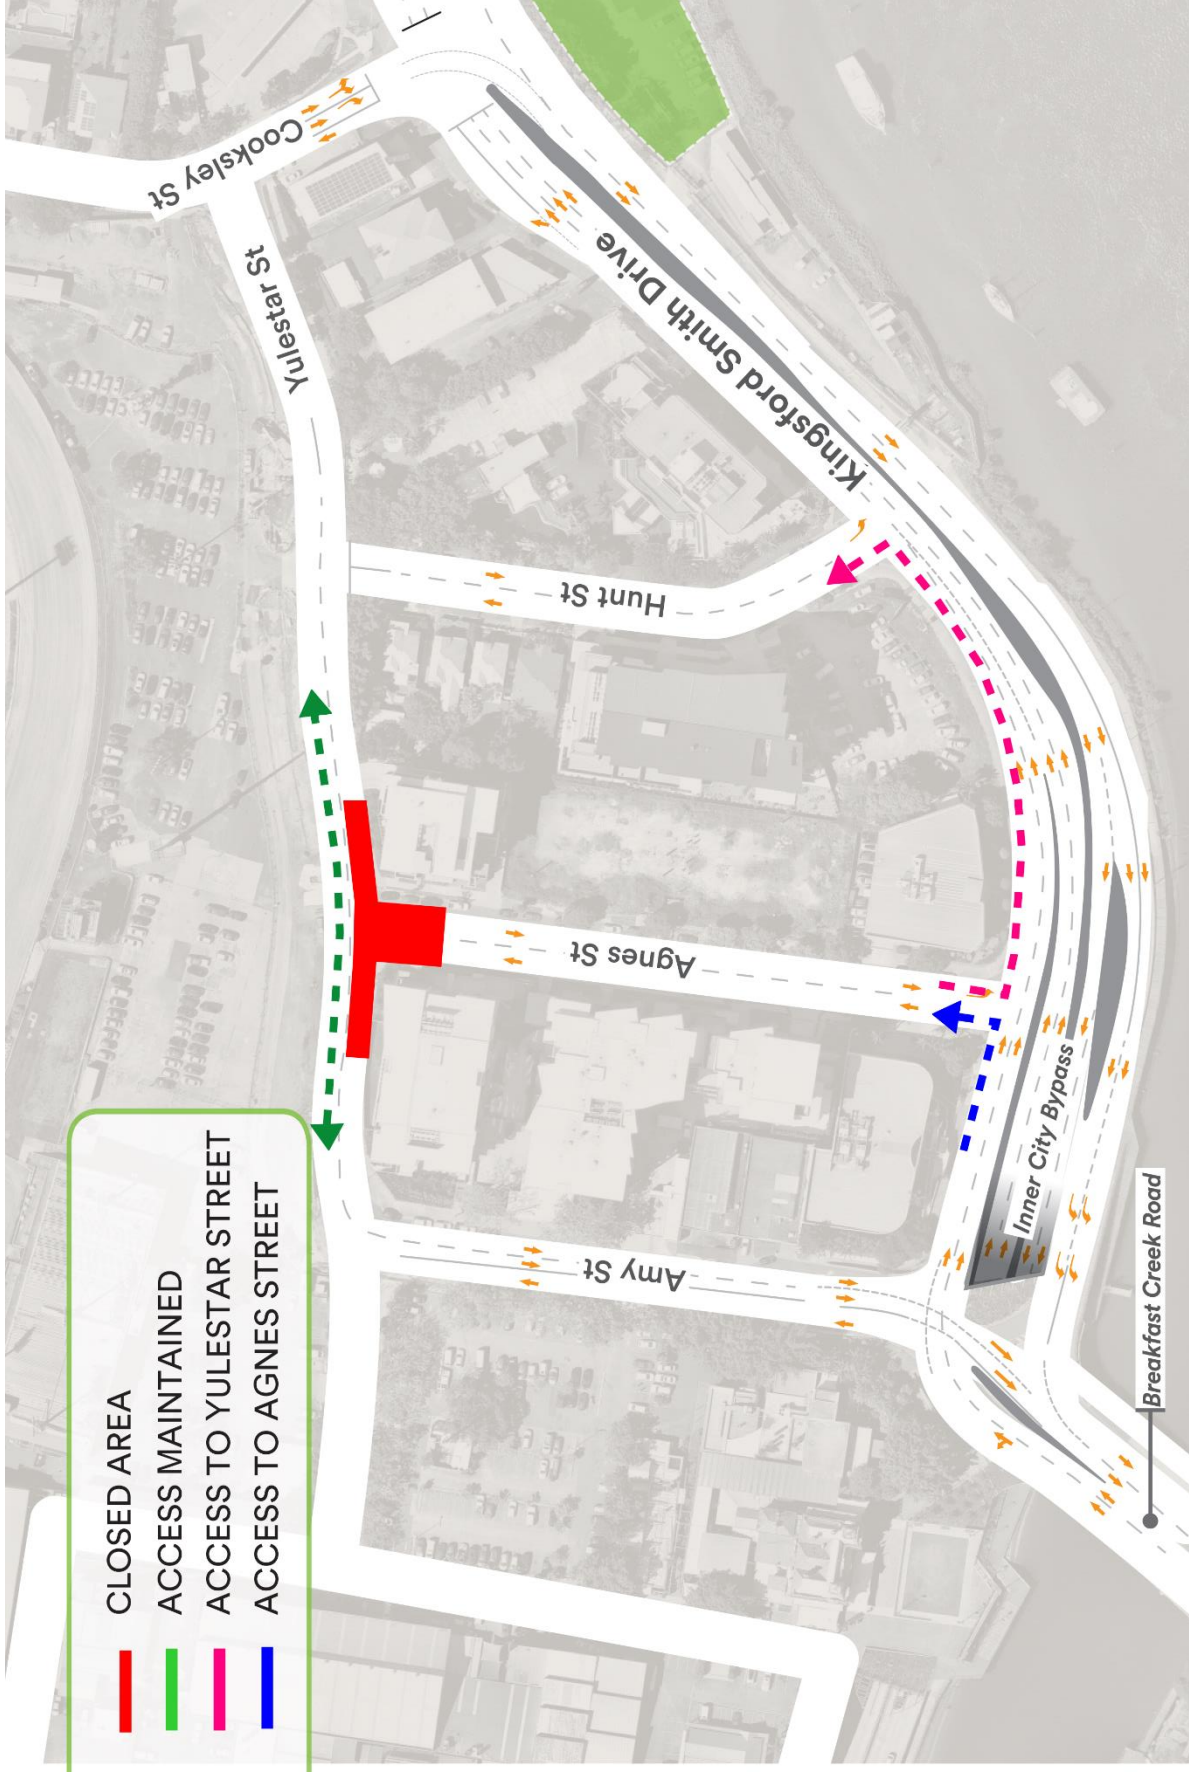 CLOSED AREA
ACCESS MAINTAINED
ACCESS TO YULESTAR STREET
ACCESS TO AGNES STREET
Cooksley St
Yulestar St
Kingsford Smith Drive
Hunt St
Agnes St
Amy St
Inner City Bypass
Breakfast Creek Road